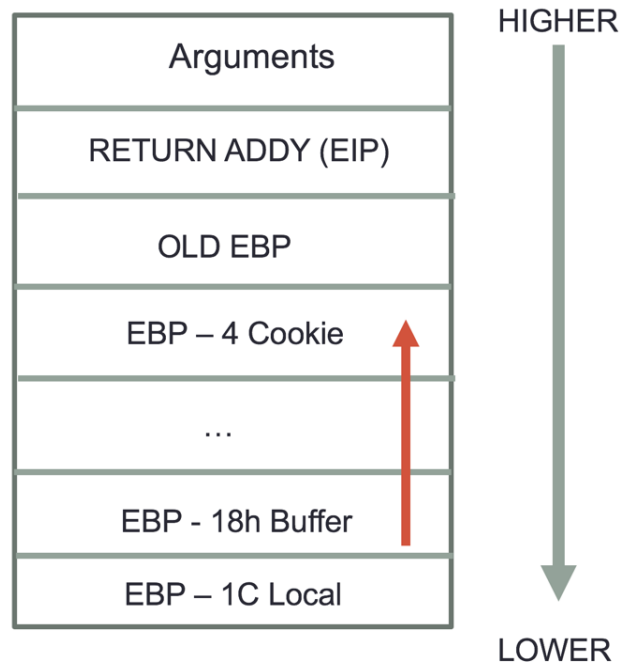 HIGHER
Arguments
RETURN ADDY (EIP)
OLD EBP
EBP – 4 Cookie
…
EBP - 18h Buffer
EBP – 1C Local
LOWER